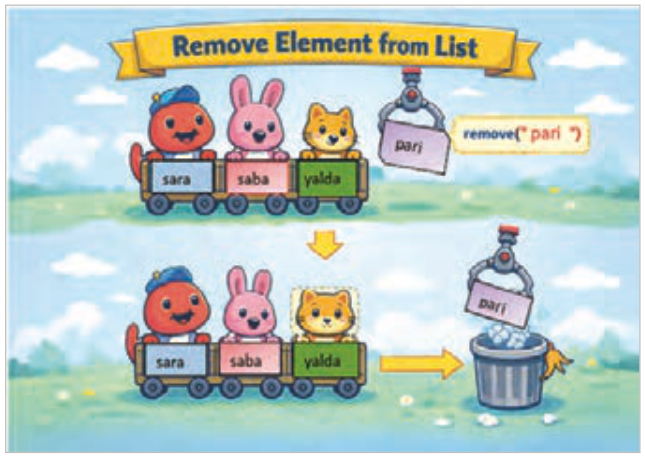 Remove Element from List
pari
remove(" pari ")
sara
saba
yalda
pari
sara
saba
yalda